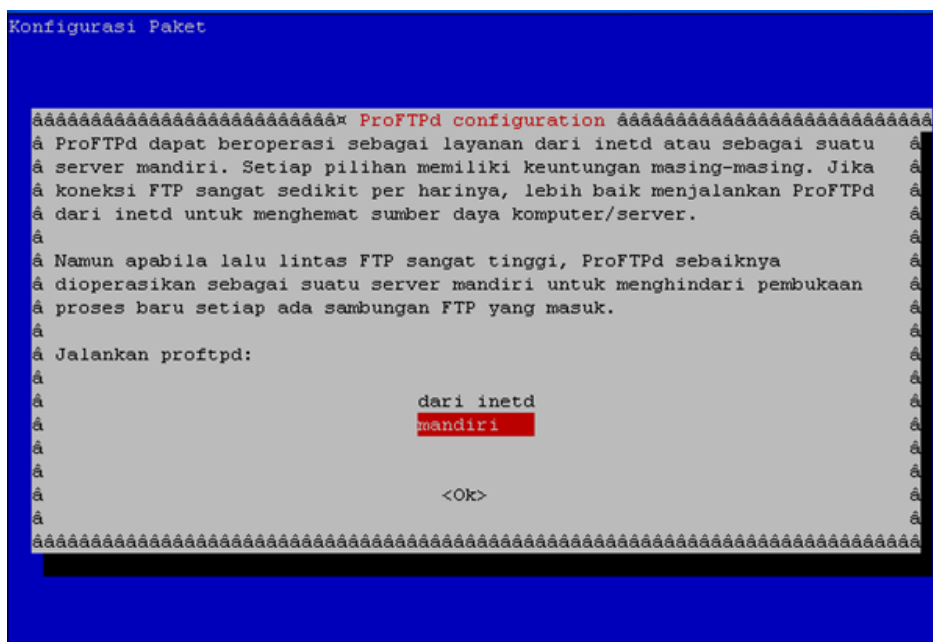 Konfigurasi Paket
âââââââââââââââââââââââââ¤ ProFTPd configuration âââââââââââââââââââââââââââ
â ProFTPd dapat beroperasi sebagai layanan dari inetd atau sebagai suatu â
â server mandiri. Setiap pilihan memiliki keuntungan masing-masing. Jika â
â koneksi FTP sangat sedikit per harinya, lebih baik menjalankan ProFTPd â
â dari inetd untuk menghemat sumber daya komputer/server. â
â â
â Namun apabila lalu lintas FTP sangat tinggi, ProFTPd sebaiknya â
â dioperasikan sebagai suatu server mandiri untuk menghindari pembukaan â
â proses baru setiap ada sambungan FTP yang masuk. â
â â
â Jalankan proftpd: â
â â
â dari inetd â
â mandiri â
â â
â â
â <Ok> â
â â
ââââââââââââââââââââââââââââââââââââââââââââââââââââââââââââââââââââââââââââ